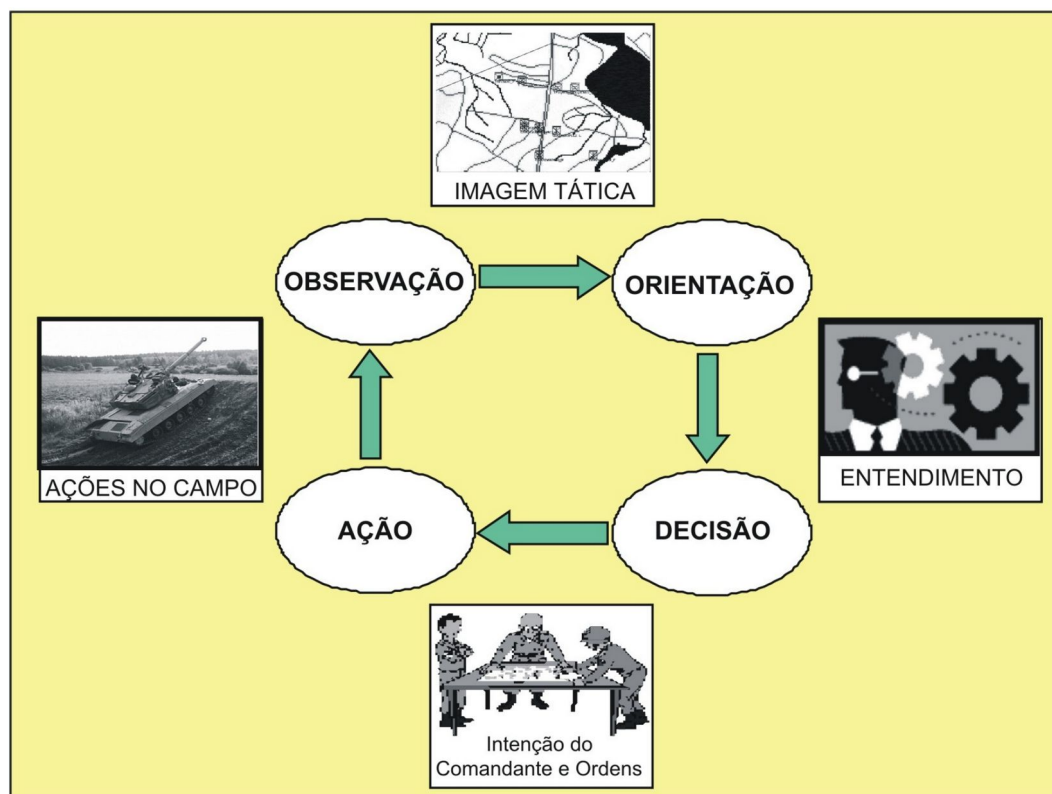 IMAGEM TÁTICA
OBSERVAÇÃO
ORIENTAÇÃO
AÇÕES NO CAMPO
ENTENDIMENTO
AÇÃO
DECISÃO
Intenção do
Comandante e Ordens